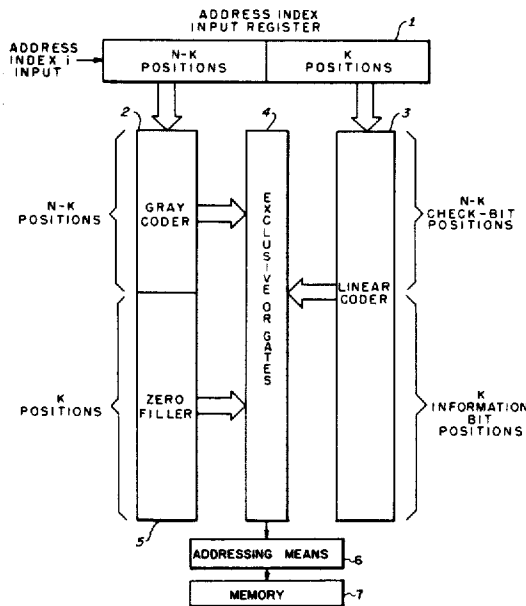 ADDRESS INDEX
INPUT REGISTER
1
ADDRESS
INDEX i
INPUT
N-K
POSITIONS
K
POSITIONS
2
4
3
N-K
POSITIONS
GRAY
CODER
EXCLUSIVE OR GATES
LINEAR
CODER
N-K
CHECK-BIT
POSITIONS
K
POSITIONS
ZERO
FILLER
K
INFORMATION
BIT
POSITIONS
5
ADDRESSING MEANS
6
MEMORY
7